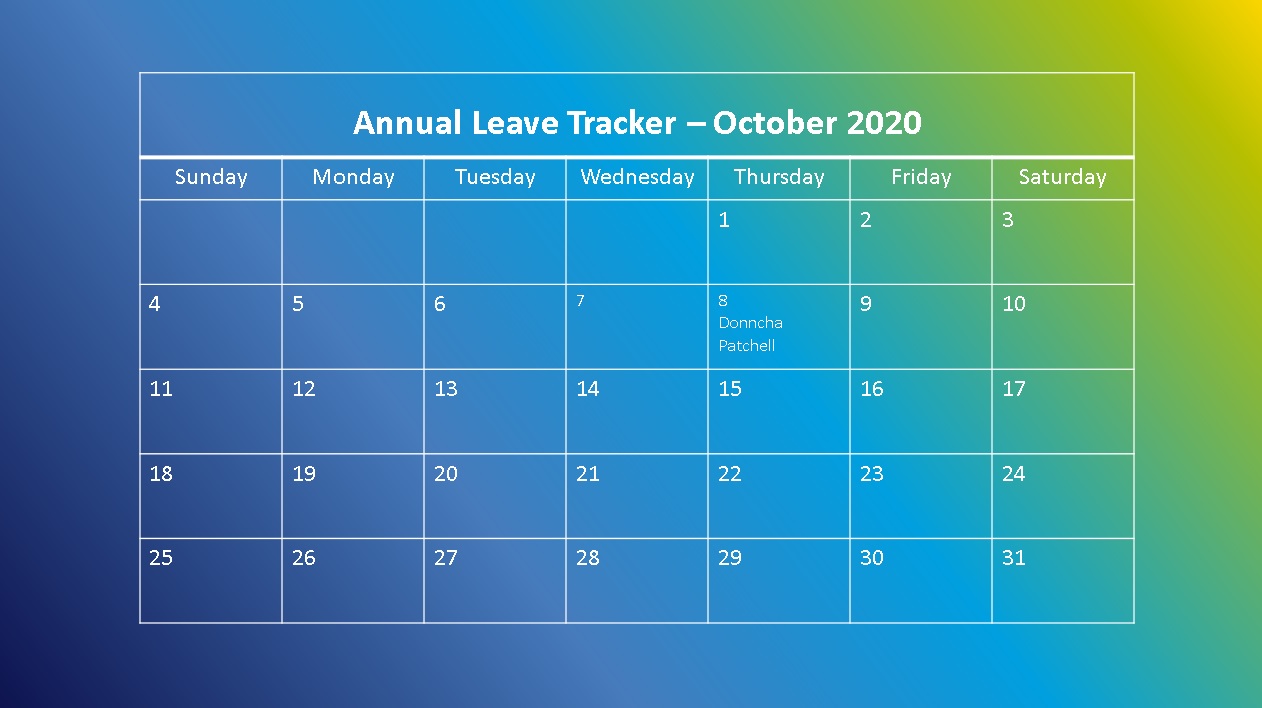 Annual Leave Tracker – October 2020
Sunday Monday Tuesday Wednesday Thursday Friday Saturday
1 2 3
4 5 6 7 8 9 10
Donncha
Patchell
11 12 13 14 15 16 17
18 19 20 21 22 23 24
25 26 27 28 29 30 31